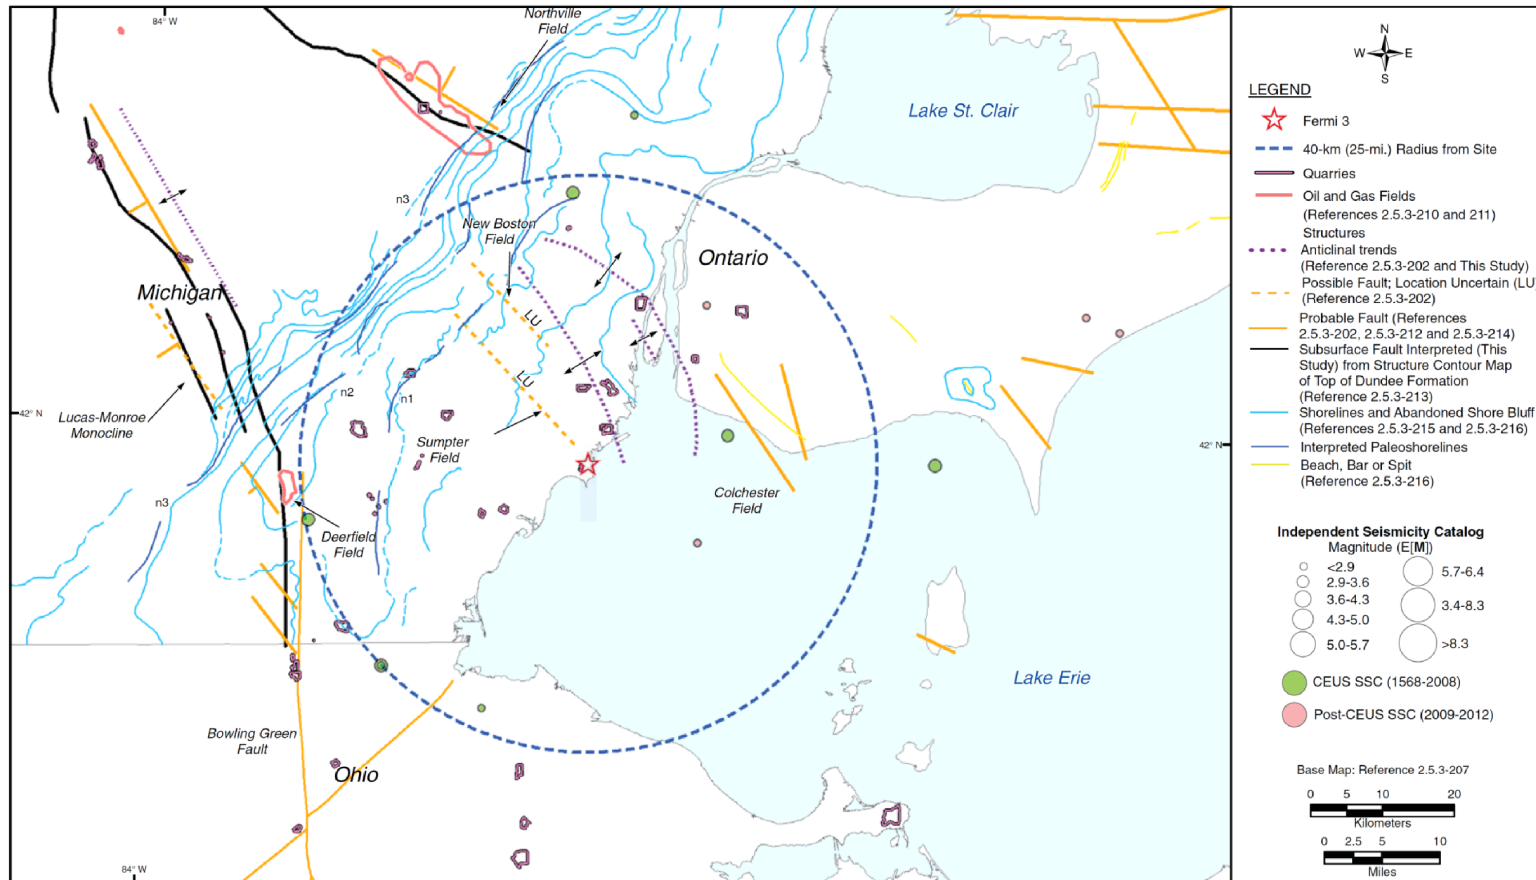 84° W
Northville
Field
N
W E
S
Lake St. Clair
LEGEND
Fermi 3
40-km (25-mi.) Radius from Site
Quarries
Oil and Gas Fields
(References 2.5.3-210 and 211)
Structures
Anticlinal trends
(Reference 2.5.3-202 and This Study)
Possible Fault; Location Uncertain (LU)
(Reference 2.5.3-202)
Probable Fault (References
2.5.3-202, 2.5.3-212 and 2.5.3-214)
Subsurface Fault Interpreted (This
Study) from Structure Contour Map
of Top of Dundee Formation
(Reference 2.5.3-213)
Shorelines and Abandoned Shore Bluff
(References 2.5.3-215 and 2.5.3-216)
Interpreted Paleoshorelines
Beach, Bar or Spit
(Reference 2.5.3-216)
n3
New Boston
Field
Ontario
Michigan
LU
LU
n2
n1
Lucas-Monroe
Monocline
42° N
42° N
Sumpter
Field
Colchester
Field
n3
Deerfield
Field
Independent Seismicity Catalog
Magnitude (E[M])
<2.9
2.9-3.6
3.6-4.3
4.3-5.0
5.0-5.7
5.7-6.4
3.4-8.3
>8.3
CEUS SSC (1568-2008)
Post-CEUS SSC (2009-2012)
Lake Erie
Bowling Green
Fault
Ohio
Base Map: Reference 2.5.3-207
0 5 10 20
Kilometers
0 2.5 5 10
Miles
84° W